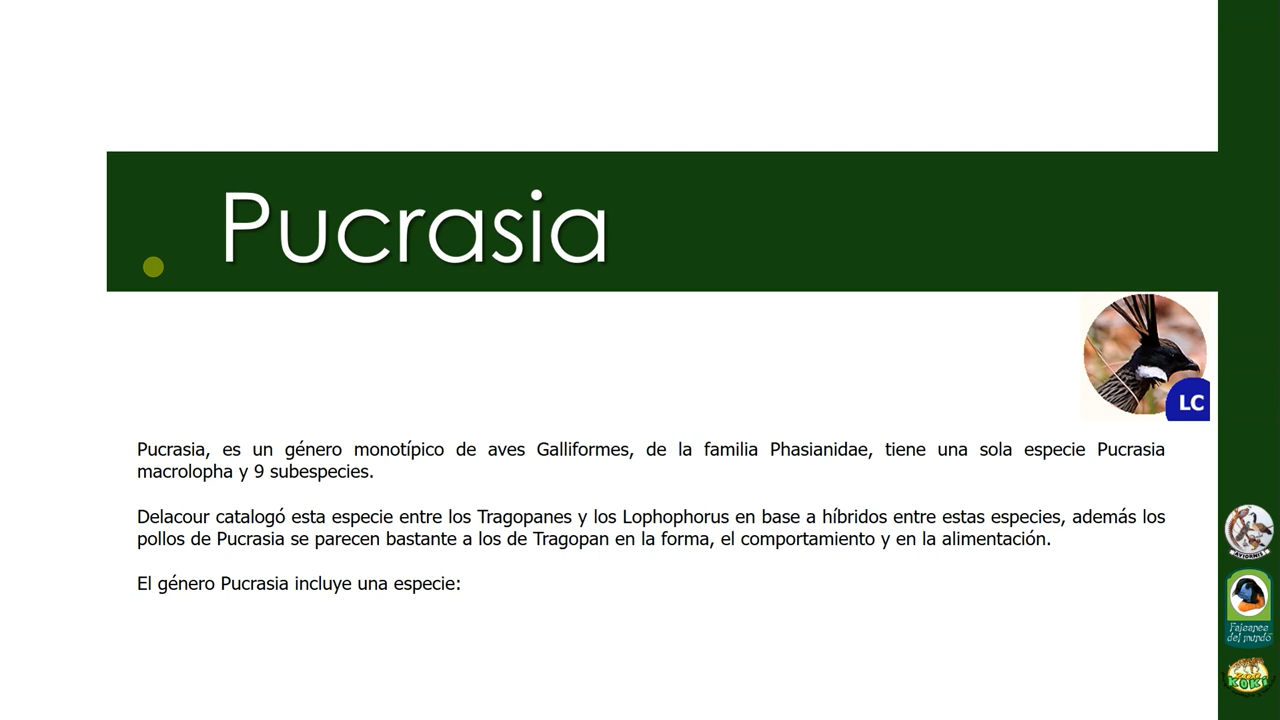 Pucrasia
LC
Pucrasia, es un género monotípico de aves Galliformes, de la familia Phasianidae, tiene una sola especie Pucrasia
macrolopha y 9 subespecies.
Delacour catalogó esta especie entre los Tragopanes y los Lophophorus en base a híbridos entre estas especies, además los
pollos de Pucrasia se parecen bastante a los de Tragopan en la forma, el comportamiento y en la alimentación.
El género Pucrasia incluye una especie:
AVIORNIS
Faisanes
del mundo
ZOO
KOKI